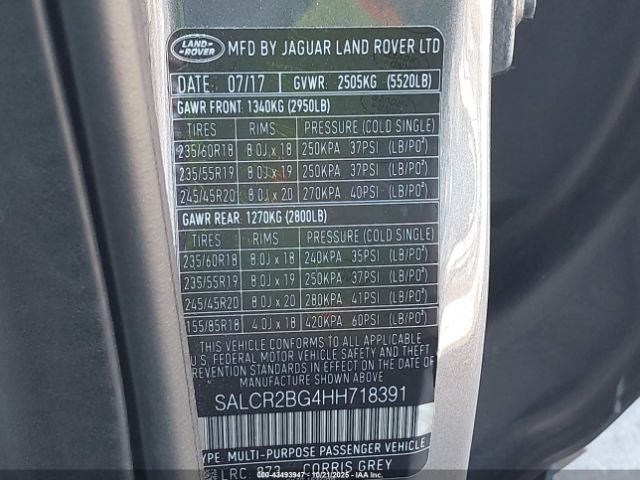 LAND ROVER MFD BY JAGUAR LAND ROVER LTD
DATE: 07/17 GVWR: 2505KG (5520LB)
GAWR FRONT: 1340KG (2950LB)
TIRES RIMS PRESSURE (COLD SINGLE)
235/60R18 8.0J x 18 250KPA 37PSI (LB/PO²)
235/55R19 8.0J x 19 250KPA 37PSI (LB/PO²)
245/45R20 8.0J x 20 270KPA 40PSI (LB/PO²)
GAWR REAR: 1270KG (2800LB)
TIRES RIMS PRESSURE (COLD SINGLE)
235/60R18 8.0J x 18 240KPA 35PSI (LB/PO²)
235/55R19 8.0J x 19 250KPA 37PSI (LB/PO²)
245/45R20 8.0J x 20 280KPA 41PSI (LB/PO²)
155/85R18 4.0J x 18 420KPA 60PSI (LB/PO²)
THIS VEHICLE CONFORMS TO ALL APPLICABLE
U.S. FEDERAL MOTOR VEHICLE SAFETY AND THEFT
PREVENTION STANDARDS IN EFFECT ON THE DATE OF
MANUFACTURE SHOWN ABOVE
SALCR2BG4HH718391
TYPE: MULTI-PURPOSE PASSENGER VEHICLE
LRC: 873 CORRIS GREY
© COPART 43493947 • 10/21/2025 •